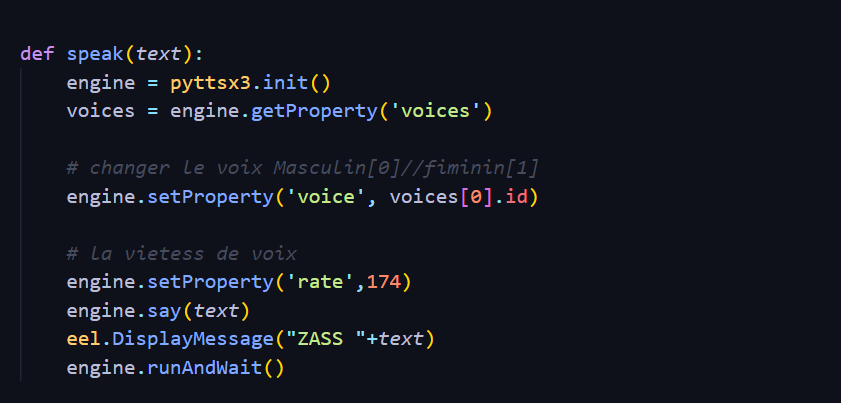 def speak(text):
    engine = pyttsx3.init()
    voices = engine.getProperty('voices')
    # changer le voix Masculin[0]//fiminin[1]
    engine.setProperty('voice', voices[0].id)
    # la vietess de voix
    engine.setProperty('rate',174)
    engine.say(text)
    eel.DisplayMessage("ZASS "+text)
    engine.runAndWait()